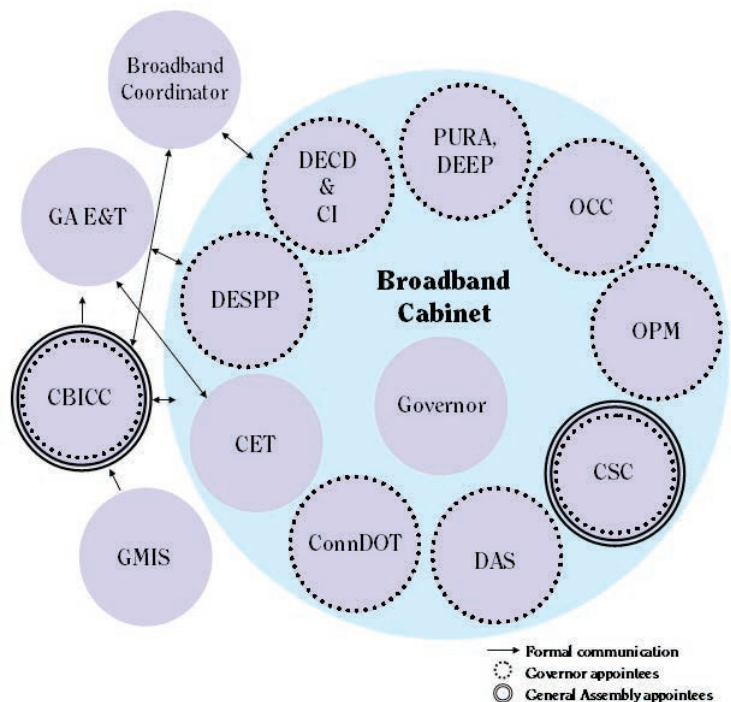 Broadband
Coordinator
DECD
&
CI
PURA,
DEEP
OCC
GA E&T
DESPP
Broadband
Cabinet
OPM
CBICC
CET
Governor
CSC
GMIS
ConnDOT
DAS
Formal communication
Governor appointees
General Assembly appointees